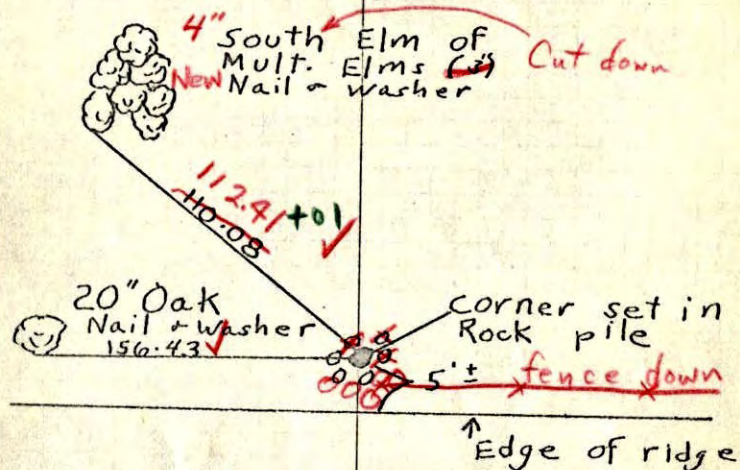 4" South Elm of
Mult. Elms (3")
New Nail & washer
Cut down
112.41 +01
110.08
20" Oak
Nail & washer
156.43
corner set in
Rock pile
5'±
fence down
Edge of ridge